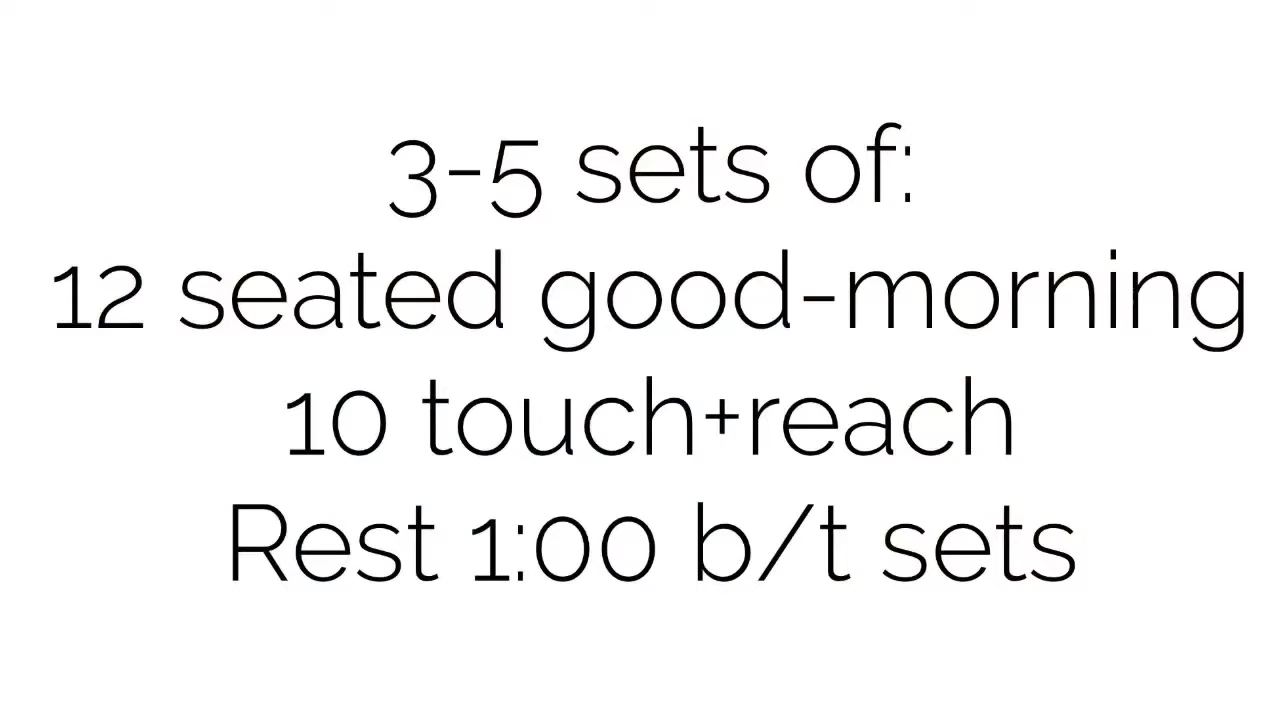 3-5 sets of:
12 seated good-morning
10 touch+reach
Rest 1:00 b/t sets